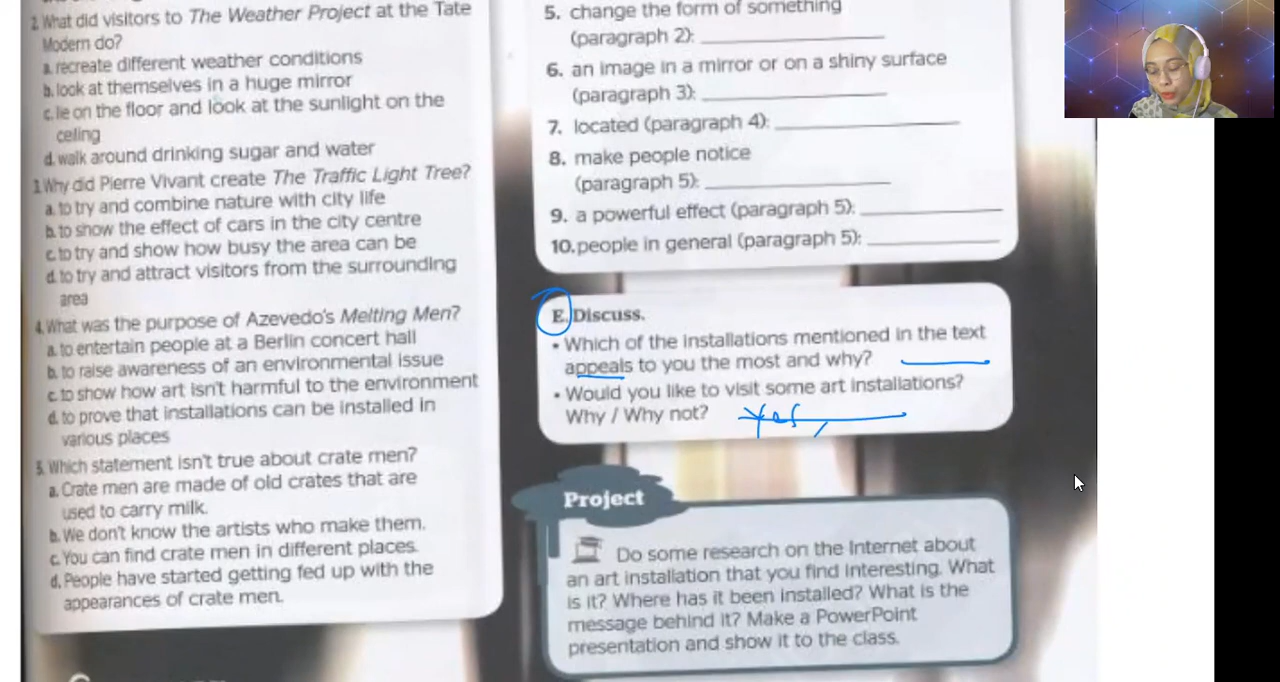 2. What did visitors to The Weather Project at the Tate
Modern do?
a. recreate different weather conditions
b. look at themselves in a huge mirror
c. lie on the floor and look at the sunlight on the
celing
d. walk around drinking sugar and water
3. Why did Pierre Vivant create The Traffic Light Tree?
a. to try and combine nature with city life
b. to show the effect of cars in the city centre
c. to try and show how busy the area can be
d. to try and attract visitors from the surrounding
area
4. What was the purpose of Azevedo's Melting Men?
a. to entertain people at a Berlin concert hall
b. to raise awareness of an environmental issue
c. to show how art isn't harmful to the environment
d. to prove that installations can be installed in
various places
5. Which statement isn't true about crate men?
a. Crate men are made of old crates that are
used to carry milk.
b. We don't know the artists who make them.
c. You can find crate men in different places.
d. People have started getting fed up with the
appearances of crate men.
5. change the form of something
(paragraph 2):
6. an image in a mirror or on a shiny surface
(paragraph 3):
7. located (paragraph 4):
8. make people notice
(paragraph 5):
9. a powerful effect (paragraph 5):
10. people in general (paragraph 5):
E. Discuss.
• Which of the installations mentioned in the text
appeals to you the most and why?
• Would you like to visit some art installations?
Why / Why not? yes,
Project
Do some research on the Internet about
an art installation that you find interesting. What
is it? Where has it been installed? What is the
message behind it? Make a PowerPoint
presentation and show it to the class.